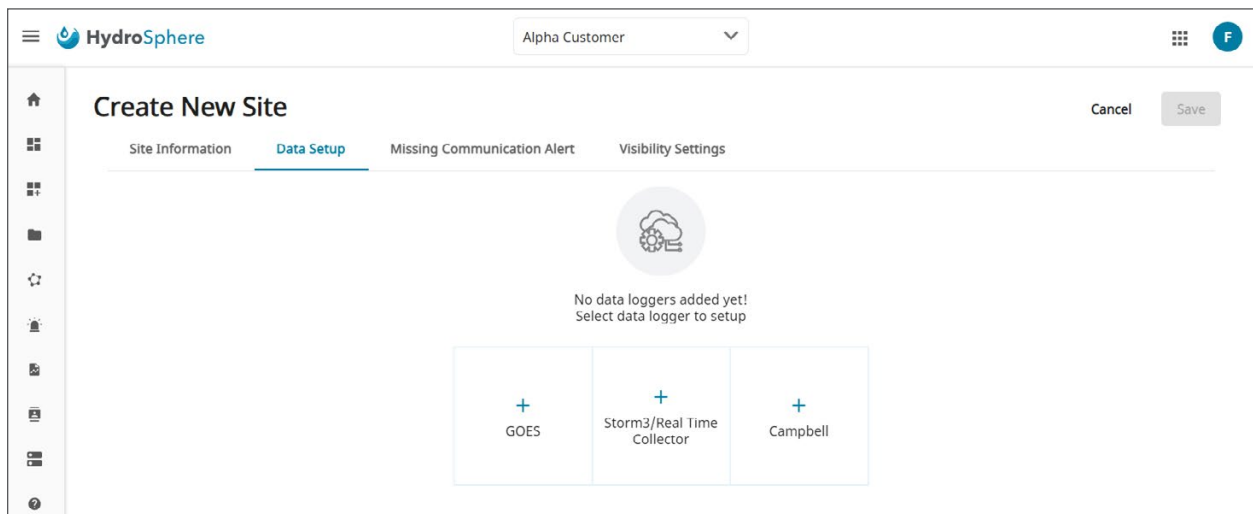 HydroSphere
Alpha Customer
F
Create New Site
Cancel
Save
Site Information
Data Setup
Missing Communication Alert
Visibility Settings
No data loggers added yet!
Select data logger to setup
+
GOES
+
Storm3/Real Time
Collector
+
Campbell
?